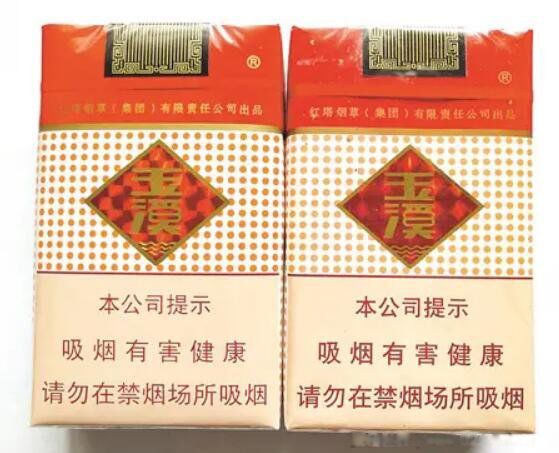 ®
红塔烟草（集团）有限责任公司出品
玉
溪
本公司提示
吸烟有害健康
请勿在禁烟场所吸烟
®
红塔烟草（集团）有限责任公司出品
玉
溪
本公司提示
吸烟有害健康
请勿在禁烟场所吸烟